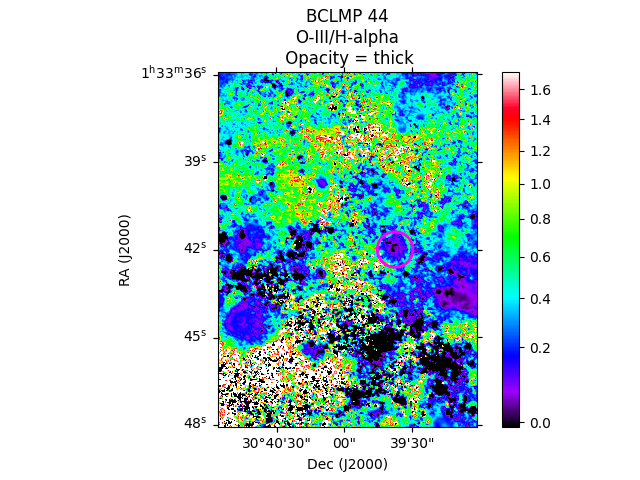 BCLMP 44
O-III/H-alpha
Opacity = thick
1ʰ33ᵐ36ˢ
39ˢ
42ˢ
45ˢ
48ˢ
RA (J2000)
30°40'30" 00" 39'30"
Dec (J2000)
1.6
1.4
1.2
1.0
0.8
0.6
0.4
0.2
0.0